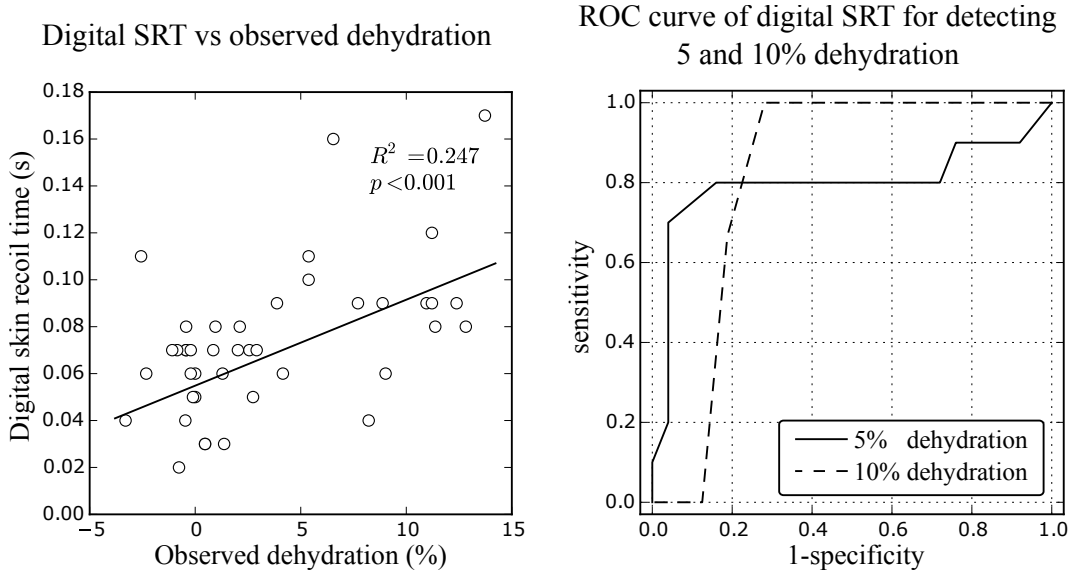 Digital SRT vs observed dehydration
0.18
0.16
0.14
0.12
0.10
0.08
0.06
0.04
0.02
0.00
Digital skin recoil time (s)
R² =0.247
p<0.001
−5
0
5
10
15
Observed dehydration (%)
ROC curve of digital SRT for detecting
5 and 10% dehydration
1.0
0.8
0.6
0.4
0.2
0.0
sensitivity
5% dehydration
10% dehydration
0.0
0.2
0.4
0.6
0.8
1.0
1-specificity